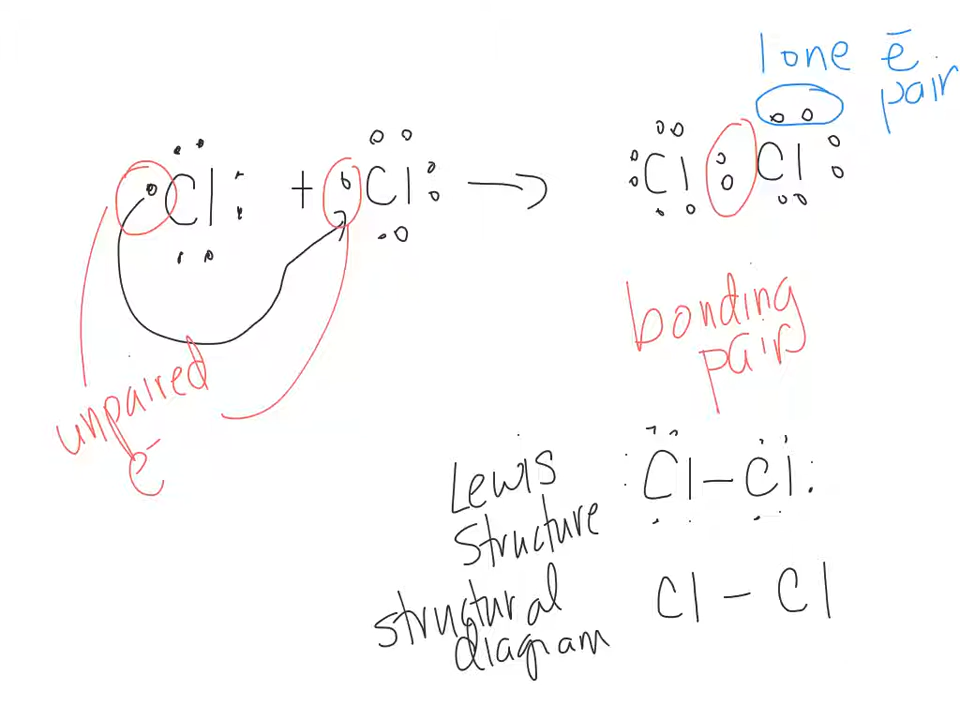 lone ē
pair
Cl + Cl → Cl : Cl
bonding
pair
unpaired
e⁻
Lewis
Structure
Cl – Cl
structural
diagram
Cl – Cl